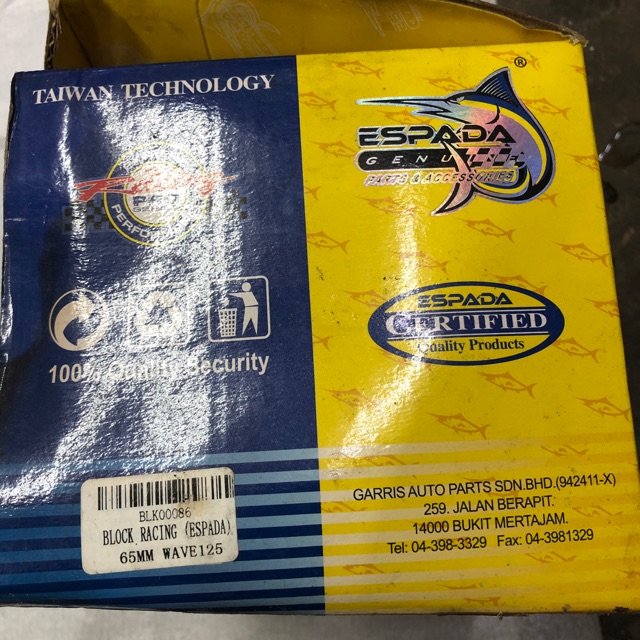 TAIWAN TECHNOLOGY
Racing
PERFOR
100% Quality Security
BLK00086
BLOCK RACING (ESPADA)
65MM WAVE125
®
ESPADA
GENUINE
PARTS & ACCESSORIES
ESPADA
CERTIFIED
Quality Products
GARRIS AUTO PARTS SDN.BHD.(942411-X)
259. JALAN BERAPIT.
14000 BUKIT MERTAJAM.
Tel: 04-398-3329 Fax: 04-3981329